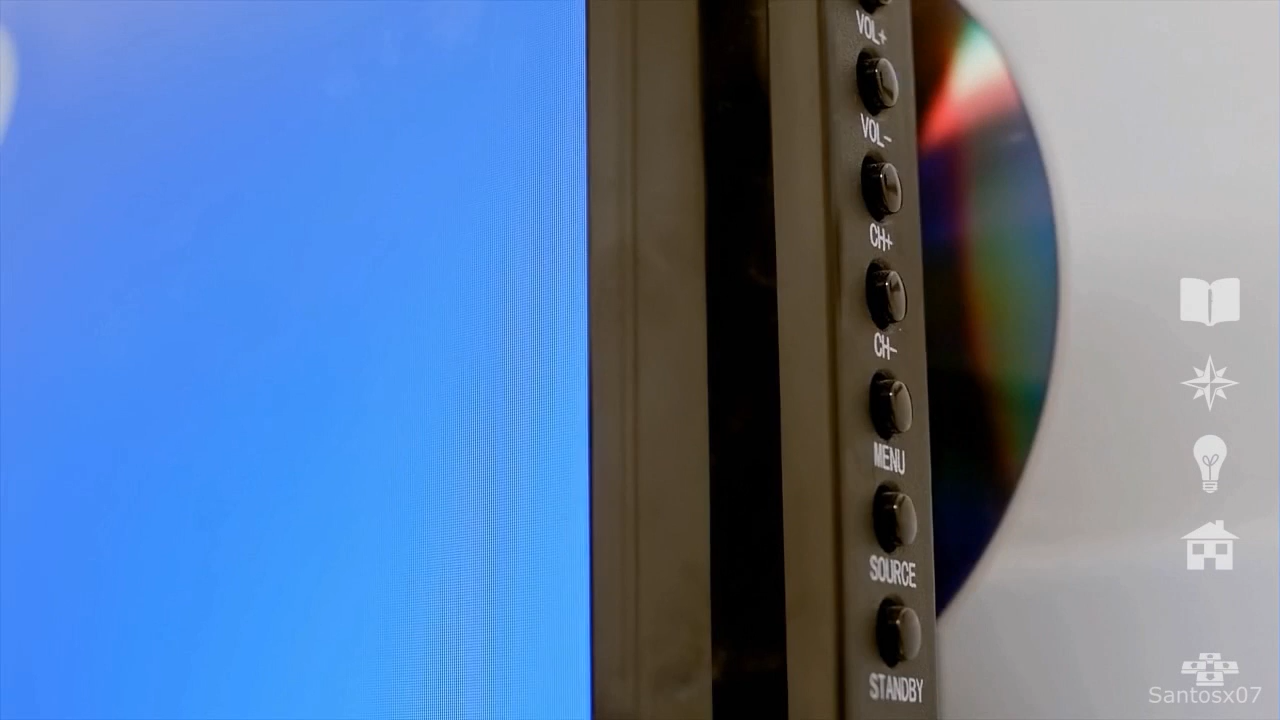 VOL+
VOL−
CH+
CH−
MENU
SOURCE
STANDBY
Santosx07